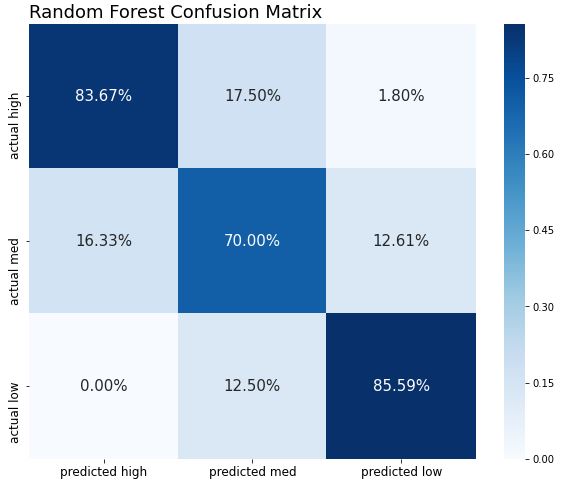 Random Forest Confusion Matrix
actual high
83.67%
17.50%
1.80%
actual med
16.33%
70.00%
12.61%
actual low
0.00%
12.50%
85.59%
predicted high
predicted med
predicted low
0.75
0.60
0.45
0.30
0.15
0.00